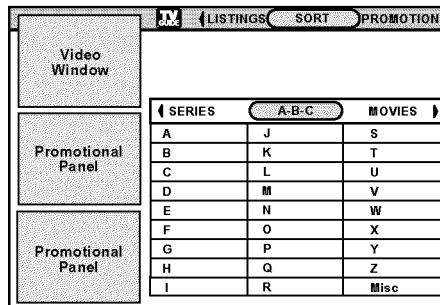 TV GUIDE LISTINGS SORT PROMOTION
Video
Window
SERIES A-B-C MOVIES
A J S
B K T
C L U
D M V
E N W
F O X
G P Y
H Q Z
I R Misc
Promotional
Panel
Promotional
Panel